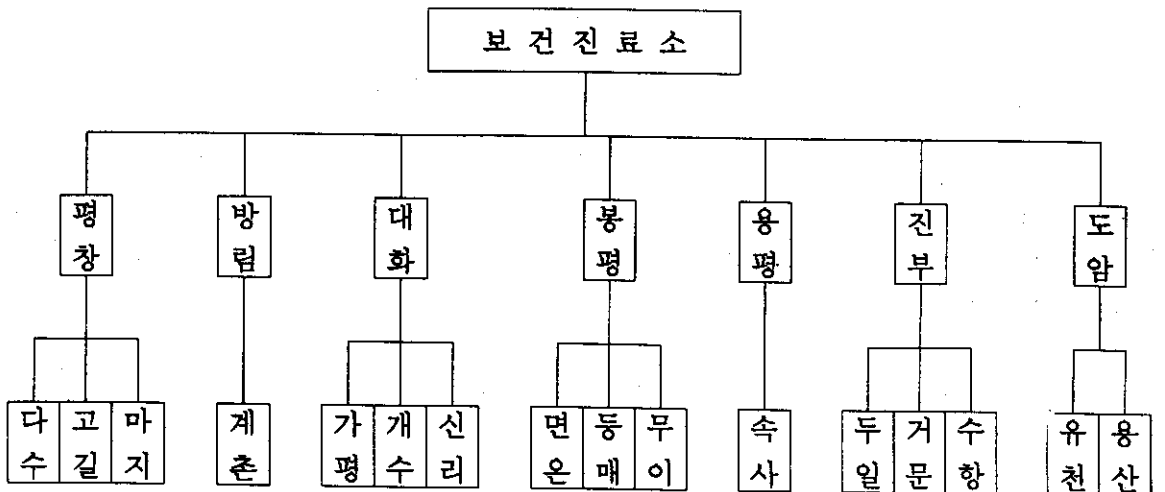 보건진료소
평창
방림
대화
봉평
용평
진부
도암
다수
고길
마지
계촌
가평
개수
신리
면온
등매
무이
속사
두일
거문
수항
유천
용산